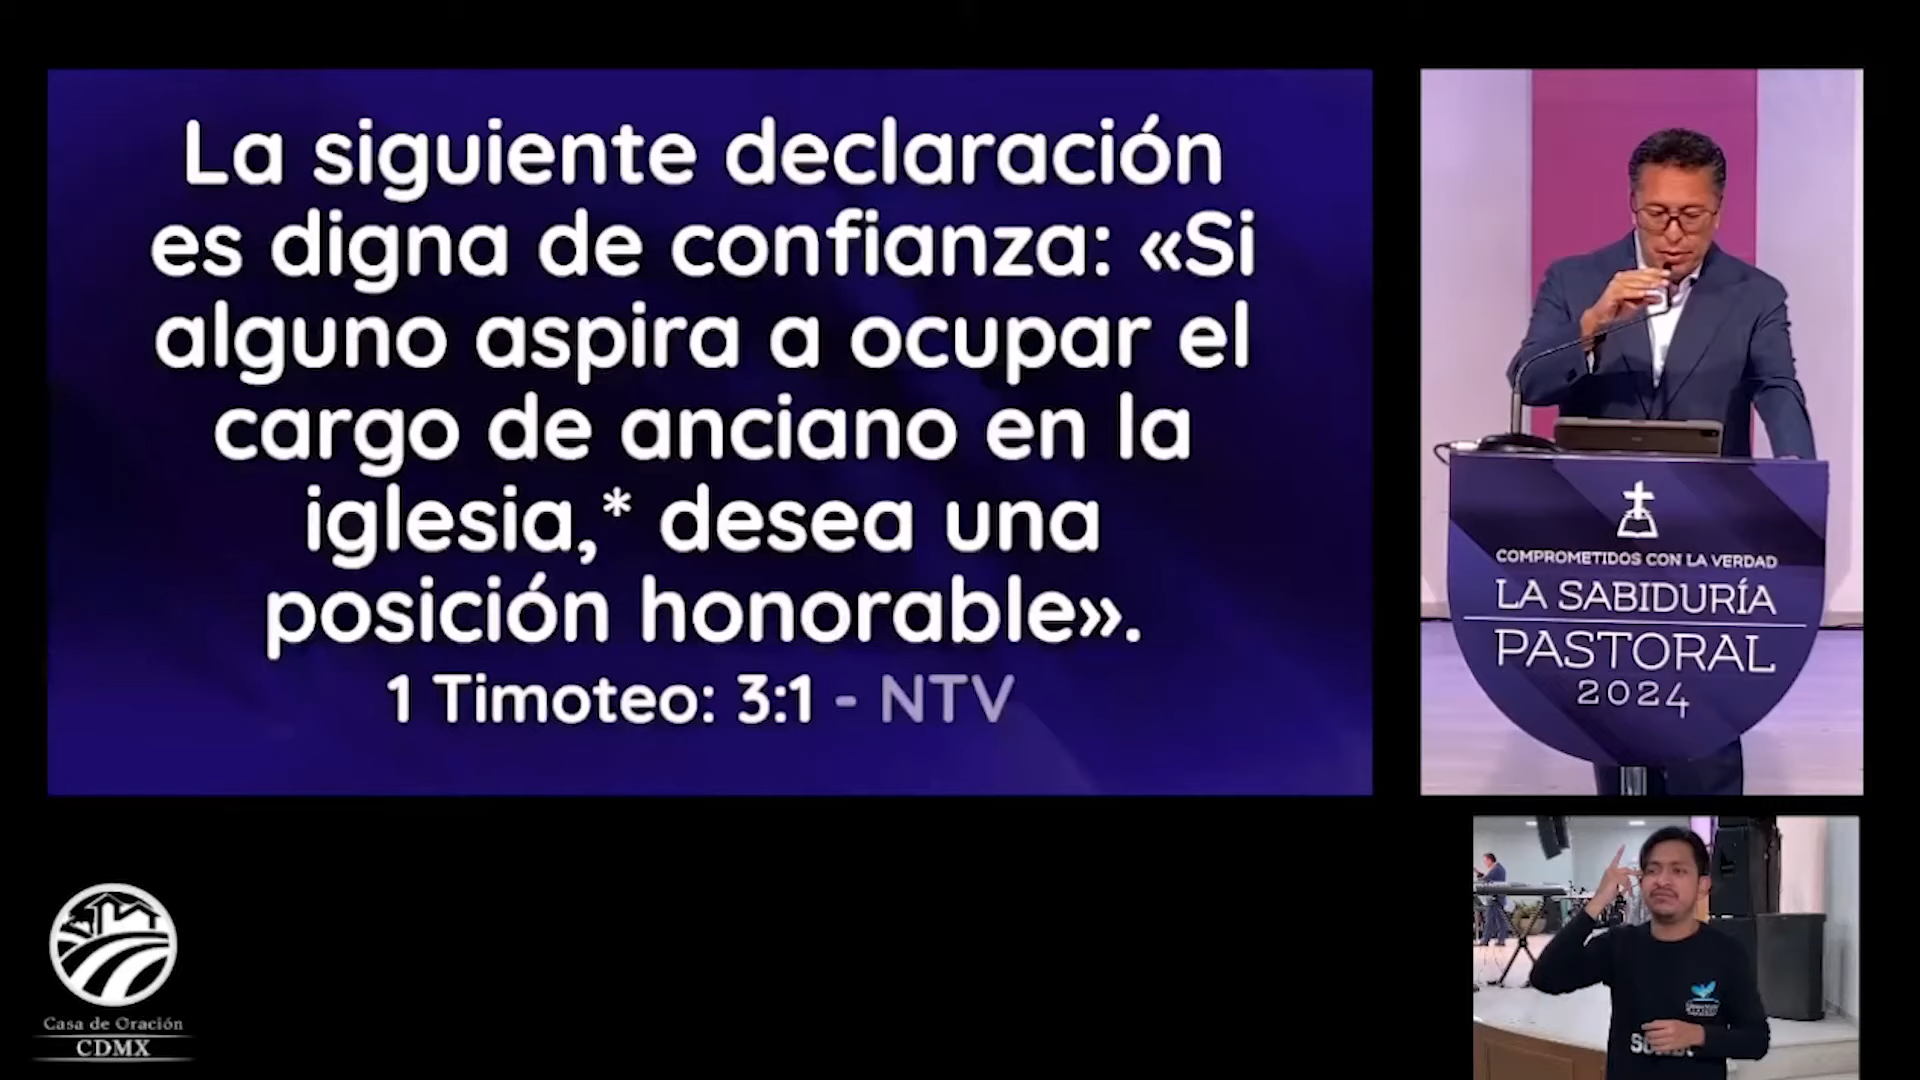 La siguiente declaración
es digna de confianza: «Si
alguno aspira a ocupar el
cargo de anciano en la
iglesia,* desea una
posición honorable».
1 Timoteo: 3:1 - NTV
COMPROMETIDOS CON LA VERDAD
LA SABIDURÍA
PASTORAL
2024
Casa de Oración
CDMX